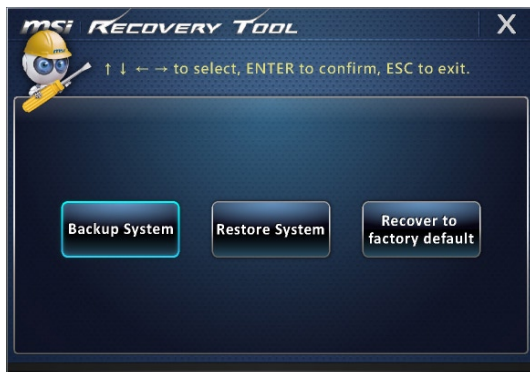 msi RECOVERY TOOL X
msi
↑ ↓ ← → to select, ENTER to confirm, ESC to exit.
Backup System
Restore System
Recover to
factory default